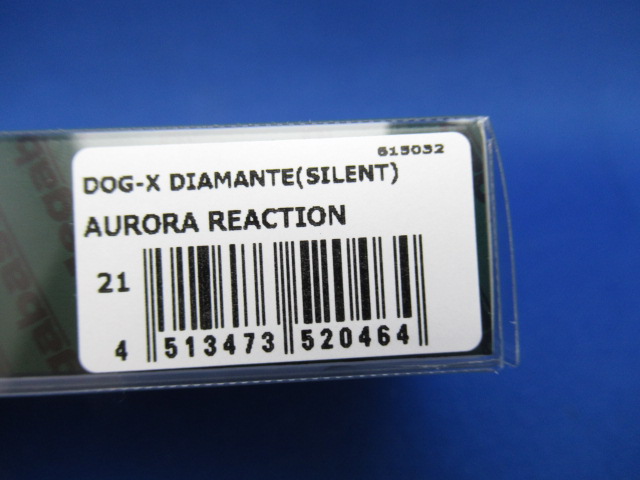 615032
DOG-X DIAMANTE(SILENT)
AURORA REACTION
21
4 513473 520464